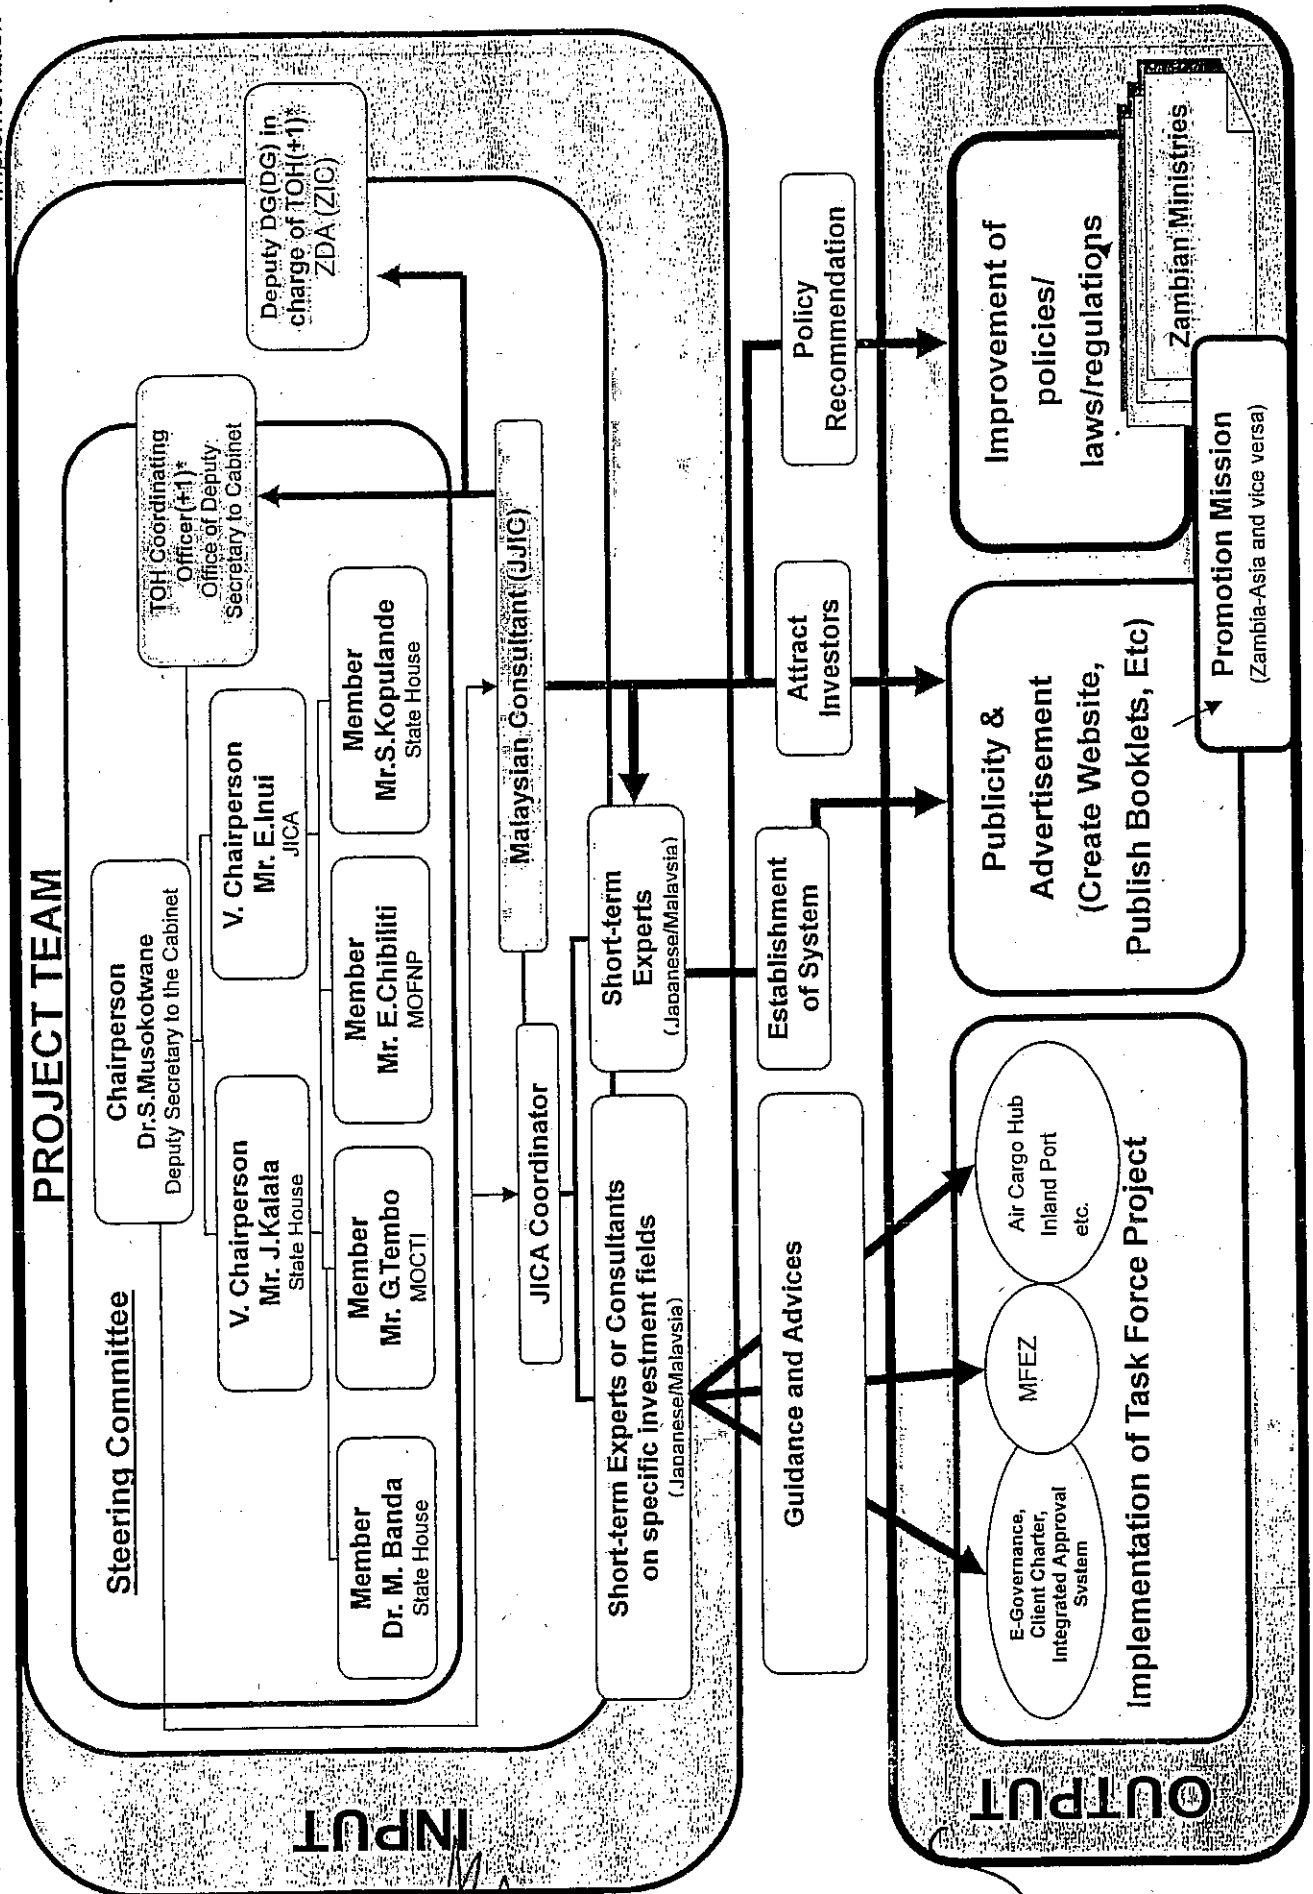 PROJECT TEAM
Steering Committee
Chairperson
Dr.S.Musokotwane
Deputy Secretary to the Cabinet
TOH Coordinating
Officer(+1)*
Office of Deputy
Secretary to Cabinet
Deputy DG(DG) in
charge of TOH(+1)*
ZDA (ZIC)
V. Chairperson
Mr. J.Kalala
State House
V. Chairperson
Mr. E.Inui
JICA
Member
Dr. M. Banda
State House
Member
Mr. G.Tembo
MOCTI
Member
Mr. E.Chibiliti
MOFNP
Member
Mr.S.Kopulande
State House
JICA Coordinator
Malaysian Consultant (JJIC)
Short-term Experts or Consultants
on specific investment fields
(Japanese/Malaysia)
Short-term
Experts
(Japanese/Malaysia)
INPUT
Guidance and Advices
Establishment
of System
Attract
Investors
Policy
Recommendation
OUTPUT
E-Governance,
Client Charter,
Integrated Approval
System
MFEZ
Air Cargo Hub
Inland Port
etc.
Implementation of Task Force Project
Publicity &
Advertisement
(Create Website,
Publish Booklets, Etc)
Improvement of
policies/
laws/regulations
Zambian Ministries
Promotion Mission
(Zambia-Asia and vice versa)